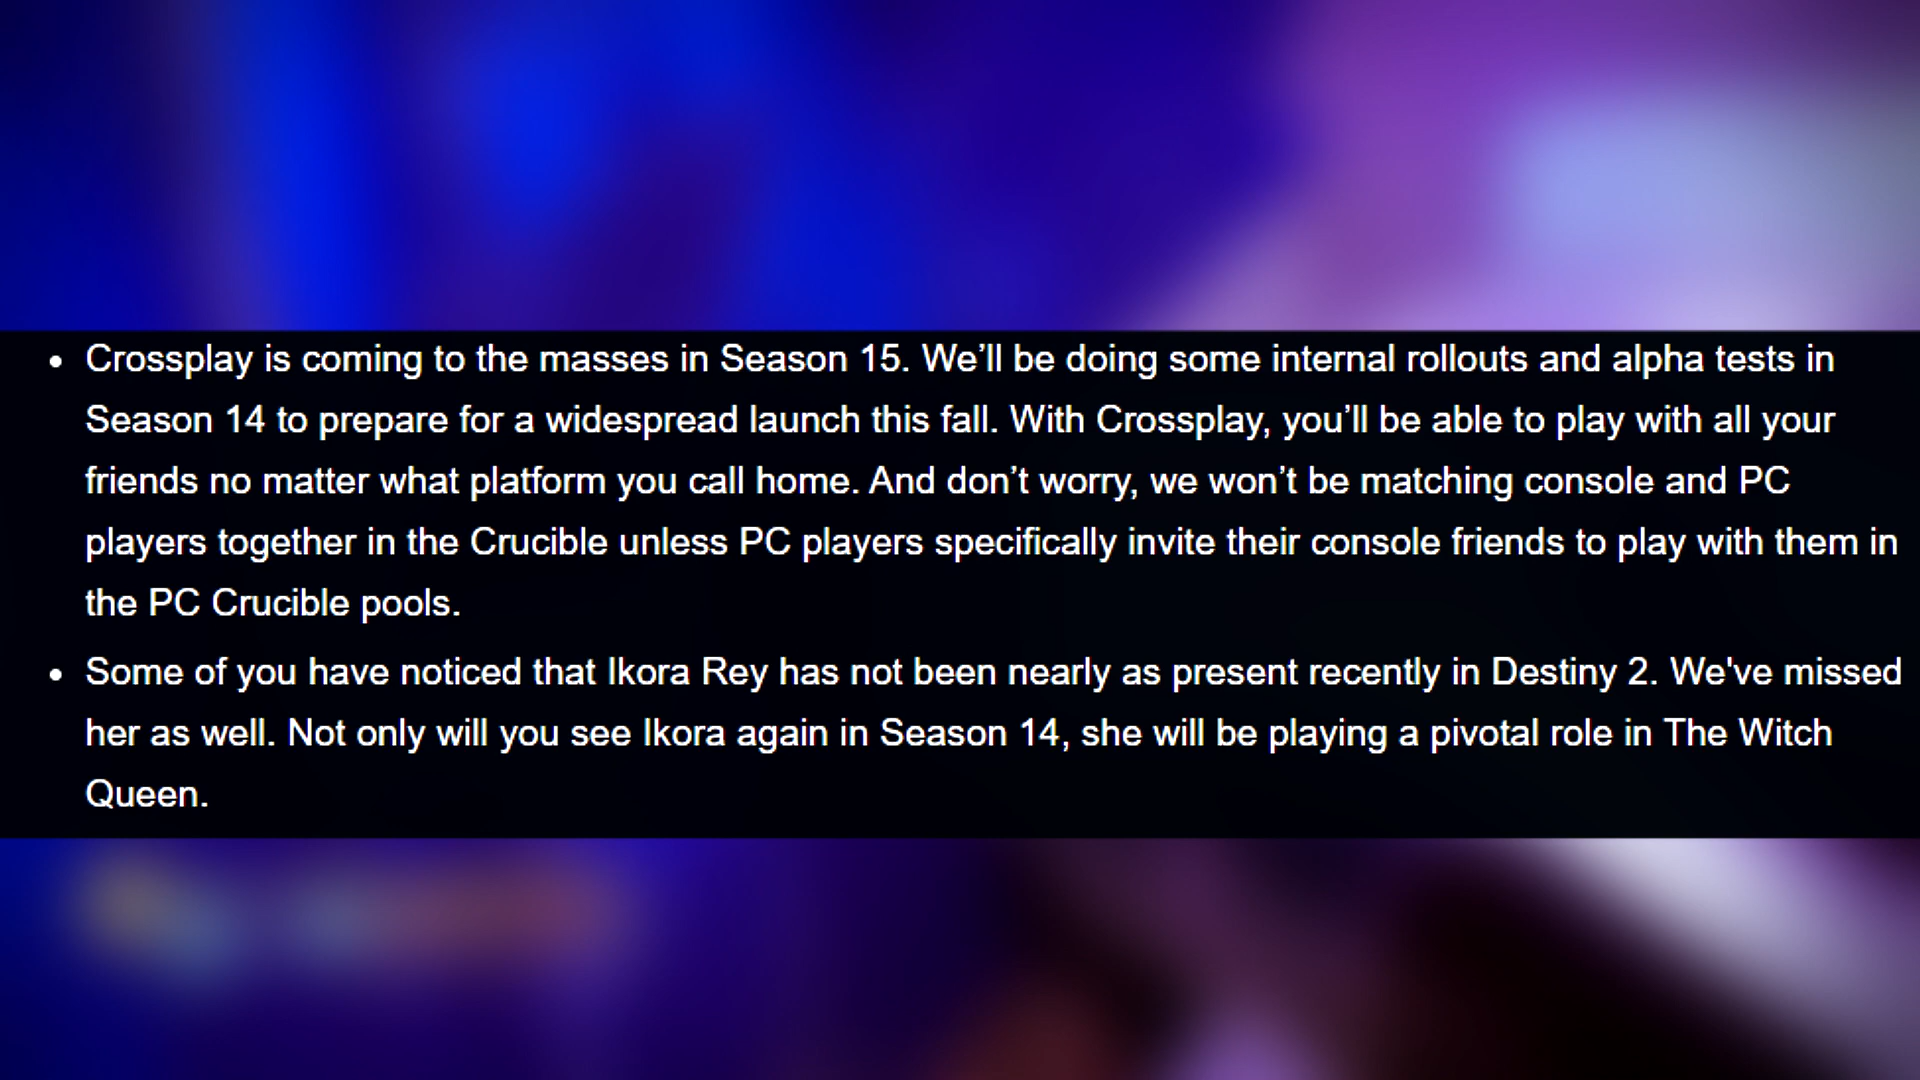 • Crossplay is coming to the masses in Season 15. We’ll be doing some internal rollouts and alpha tests in
Season 14 to prepare for a widespread launch this fall. With Crossplay, you’ll be able to play with all your
friends no matter what platform you call home. And don’t worry, we won’t be matching console and PC
players together in the Crucible unless PC players specifically invite their console friends to play with them in
the PC Crucible pools.
• Some of you have noticed that Ikora Rey has not been nearly as present recently in Destiny 2. We've missed
her as well. Not only will you see Ikora again in Season 14, she will be playing a pivotal role in The Witch
Queen.